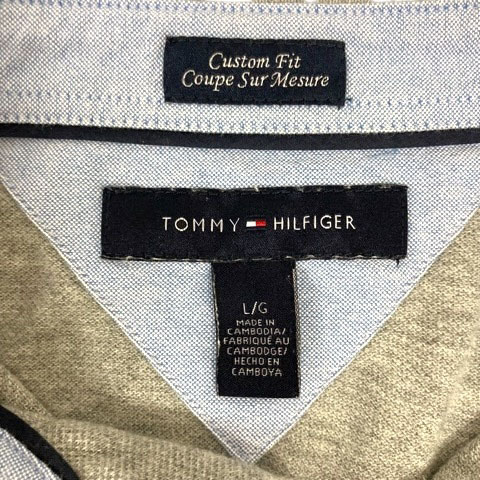 Custom Fit
Coupe Sur Mesure
TOMMY HILFIGER
L/G
MADE IN
CAMBODIA/
FABRIQUÉ AU
CAMBODGE/
HECHO EN
CAMBOYA